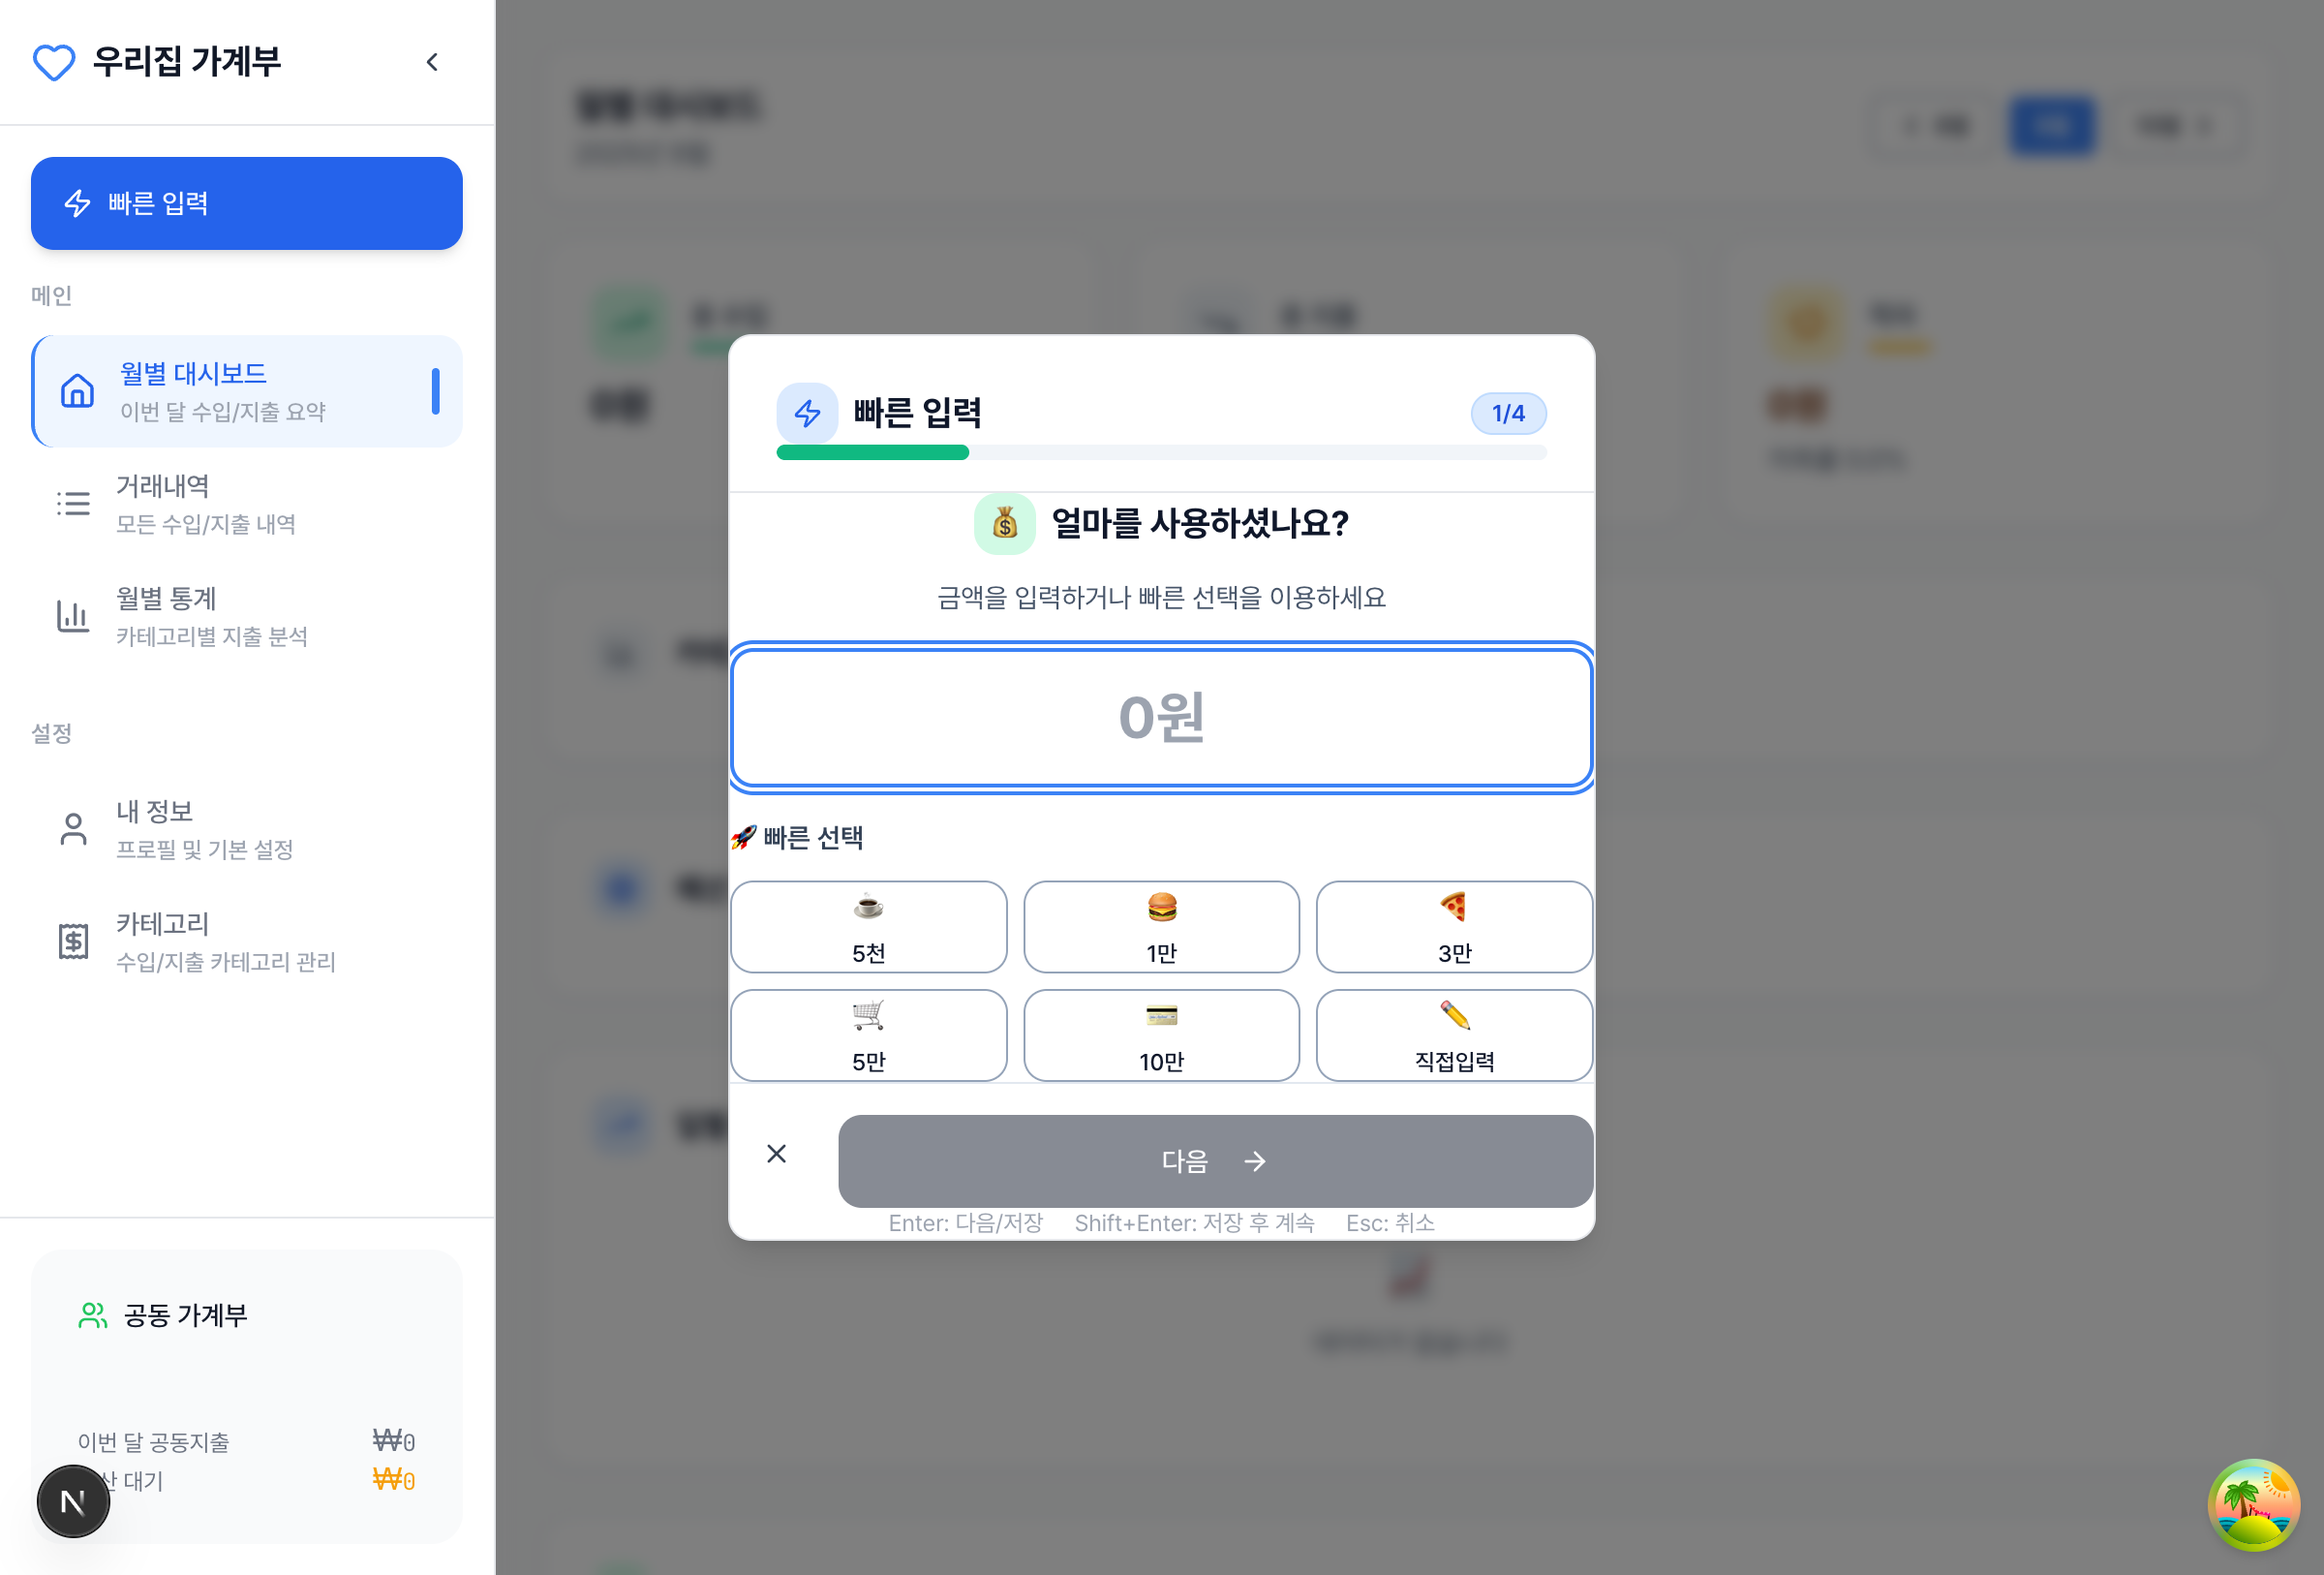 우리집 가계부
빠른 입력
메인
월별 대시보드
이번 달 수입/지출 요약
거래내역
모든 수입/지출 내역
월별 통계
카테고리별 지출 분석
설정
내 정보
프로필 및 기본 설정
카테고리
수입/지출 카테고리 관리
공동 가계부
이번 달 공동지출 ₩0
대기 ₩0
N
빠른 입력 1/4
얼마를 사용하셨나요?
금액을 입력하거나 빠른 선택을 이용하세요
0원
빠른 선택
5천 1만 3만
5만 10만 직접입력
다음
Enter: 다음/저장 Shift+Enter: 저장 후 계속 Esc: 취소